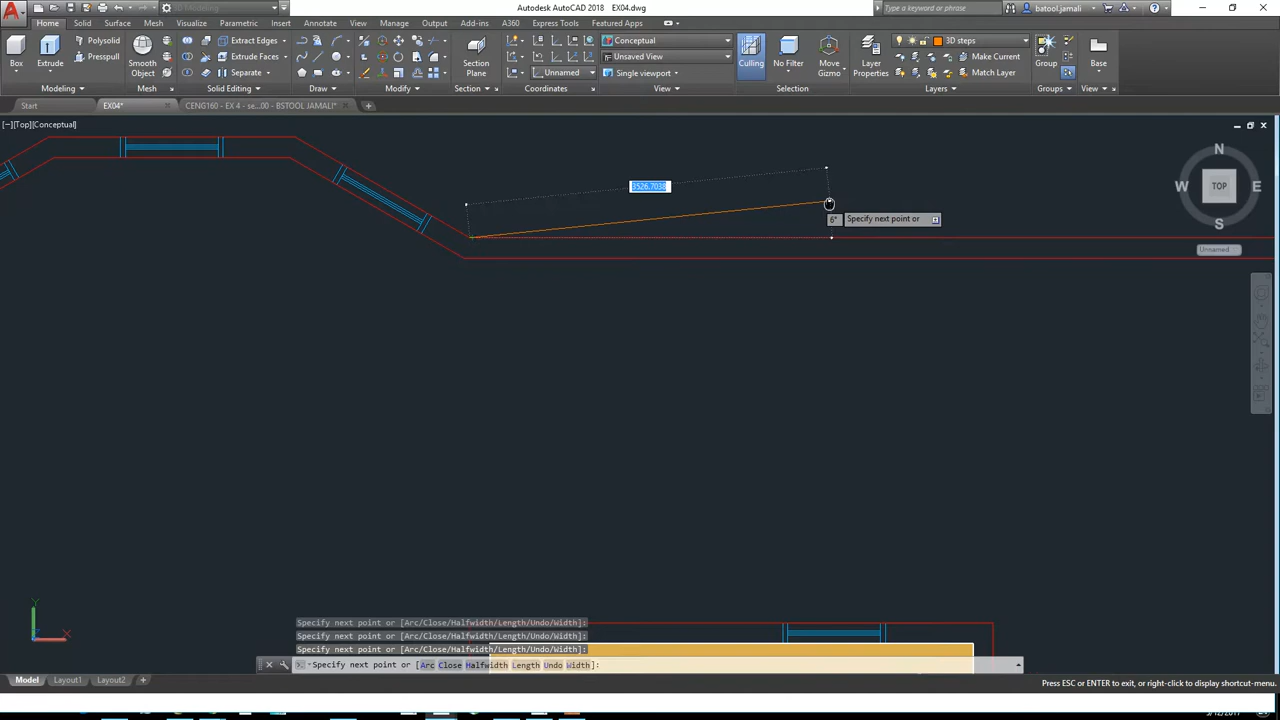 Autodesk AutoCAD 2018 EX04.dwg
Type a keyword or phrase
batool.jamali
Home Solid Surface Mesh Visualize Parametric Insert Annotate View Manage Output Add-ins A360 Express Tools Featured Apps
Box
Extrude
Polysolid
Presspull
Modeling
Smooth Object
Mesh
Extract Edges
Extrude Faces
Separate
Solid Editing
Draw
Modify
Section Plane
Section
Unnamed
Coordinates
Conceptual
Unsaved View
Single viewport
View
Culling
No Filter
Move Gizmo
Selection
Layer Properties
3D steps
Make Current
Match Layer
Layers
Group
Groups
Base
View
Start EX04* CENG160 - EX 4 - se...00 - BSTOOL JAMALI*
[−][Top][Conceptual]
N
W TOP E
S
Unnamed
3526.7038
6° Specify next point or
Y
X
Specify next point or [Arc/Close/Halfwidth/Length/Undo/Width]:
Specify next point or [Arc/Close/Halfwidth/Length/Undo/Width]:
Specify next point or [Arc/Close/Halfwidth/Length/Undo/Width]:
Specify next point or [Arc Close Halfwidth Length Undo Width]:
Model Layout1 Layout2
Press ESC or ENTER to exit, or right-click to display shortcut-menu.